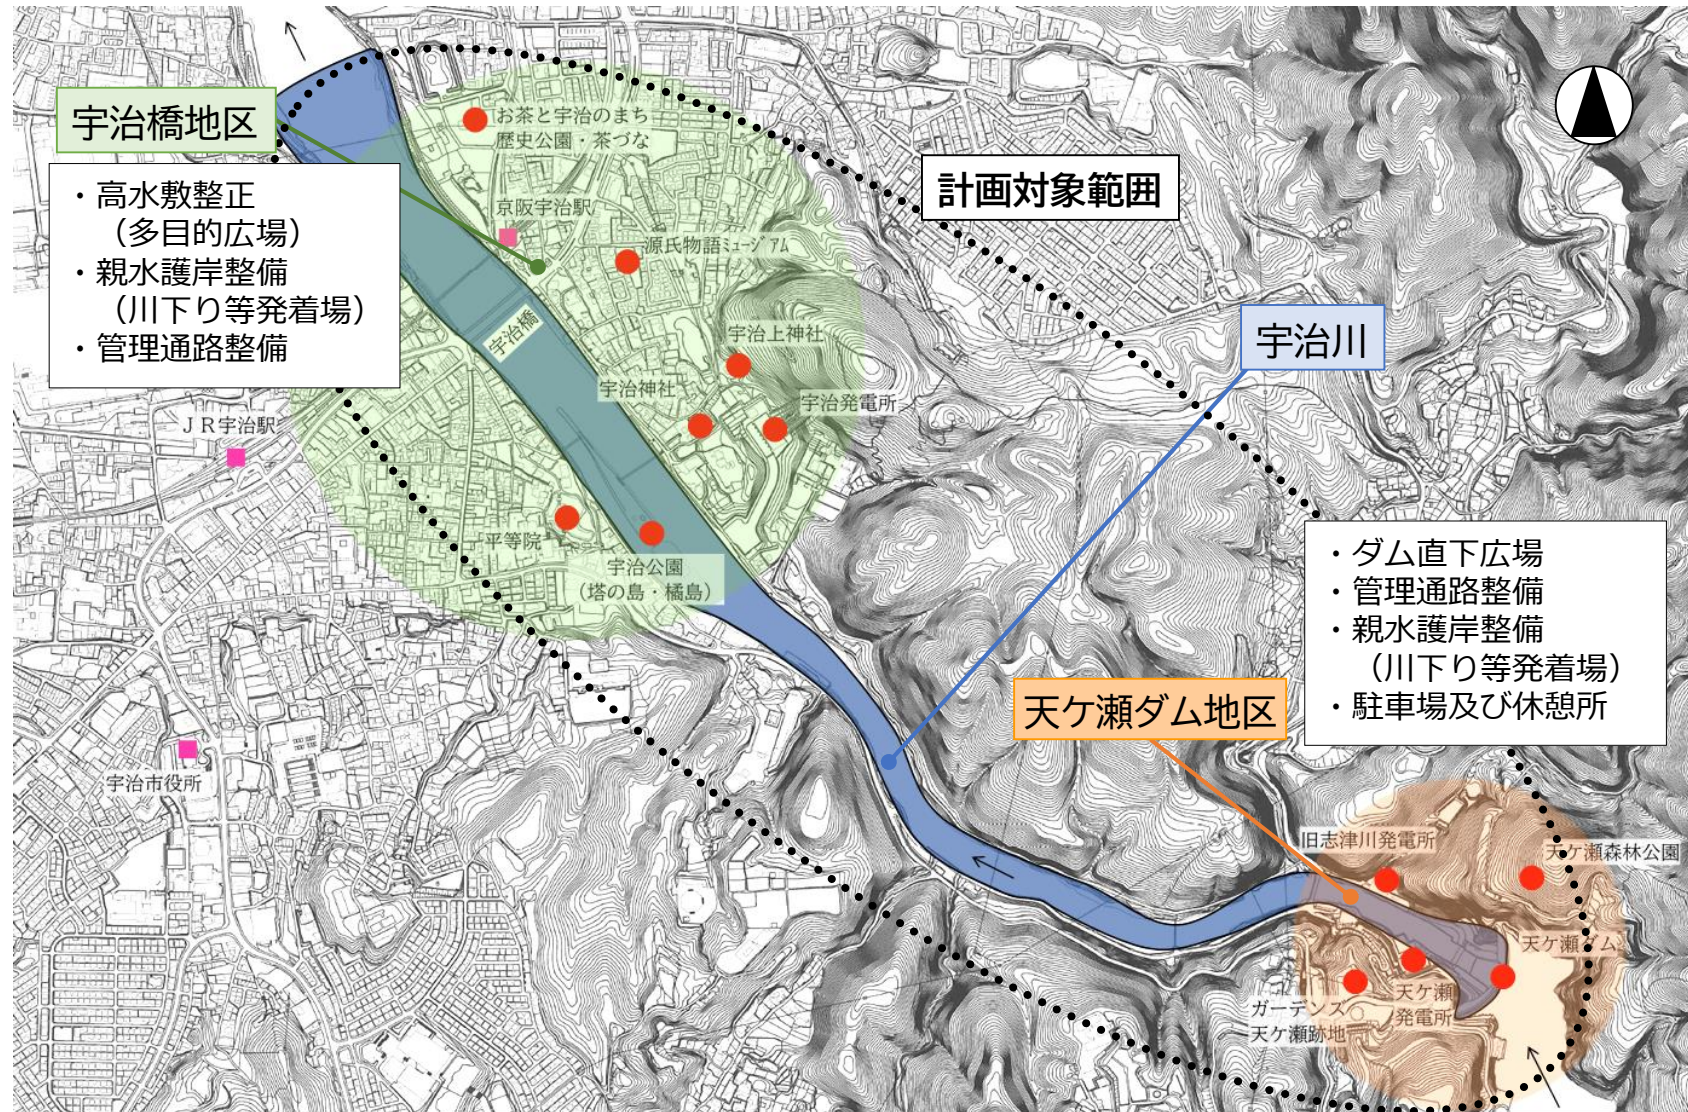 宇治橋地区
・高水敷整正
（多目的広場）
・親水護岸整備
（川下り等発着場）
・管理通路整備
お茶と宇治のまち
歴史公園・茶づな
京阪宇治駅
源氏物語ﾐｭｰｼﾞｱﾑ
計画対象範囲
宇治橋
宇治上神社
宇治神社
宇治発電所
宇治川
ＪＲ宇治駅
平等院
宇治公園
（塔の島・橘島）
・ダム直下広場
・管理通路整備
・親水護岸整備
（川下り等発着場）
・駐車場及び休憩所
天ケ瀬ダム地区
宇治市役所
旧志津川発電所
天ケ瀬森林公園
天ケ瀬ダム
天ケ瀬
発電所
ガーデンズ
天ケ瀬跡地